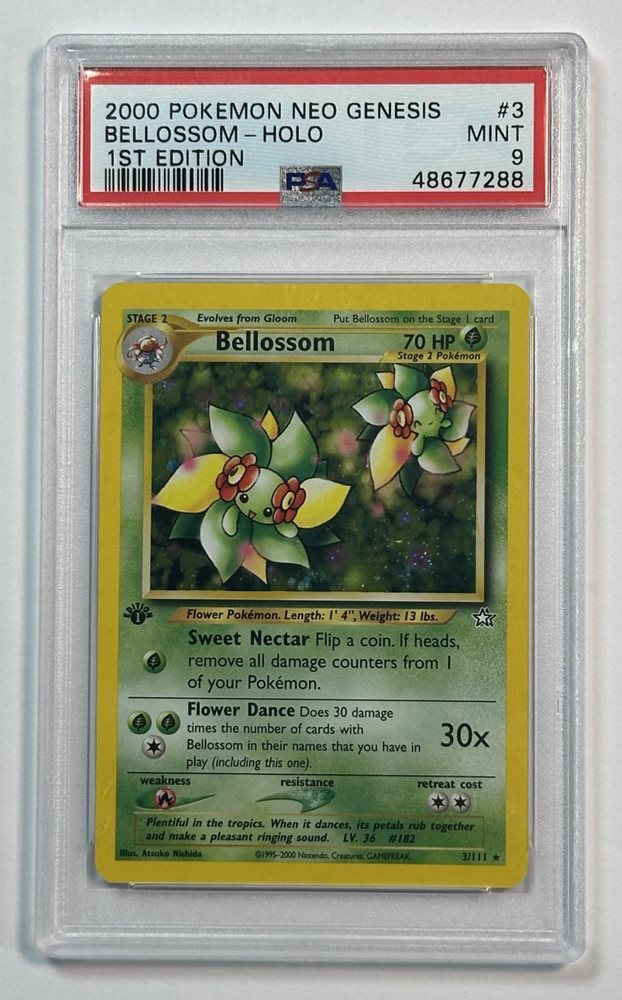 2000 POKEMON NEO GENESIS #3
BELLOSSOM - HOLO MINT
1ST EDITION 9
PSA 48677288
STAGE 2 Evolves from Gloom Put Bellossom on the Stage 1 card
Bellossom 70 HP
Stage 2 Pokémon
EDITION 1
Flower Pokémon. Length: 1' 4", Weight: 13 lbs.
Sweet Nectar Flip a coin. If heads,
remove all damage counters from 1
of your Pokémon.
Flower Dance Does 30 damage
times the number of cards with
Bellossom in their names that you have in
play (including this one).
30x
weakness resistance retreat cost
Plentiful in the tropics. When it dances, its petals rub together
and make a pleasant ringing sound. LV. 36 #182
Illus. Atsuko Nishida ©1995-2000 Nintendo, Creatures, GAMEFREAK. 3/111 ★